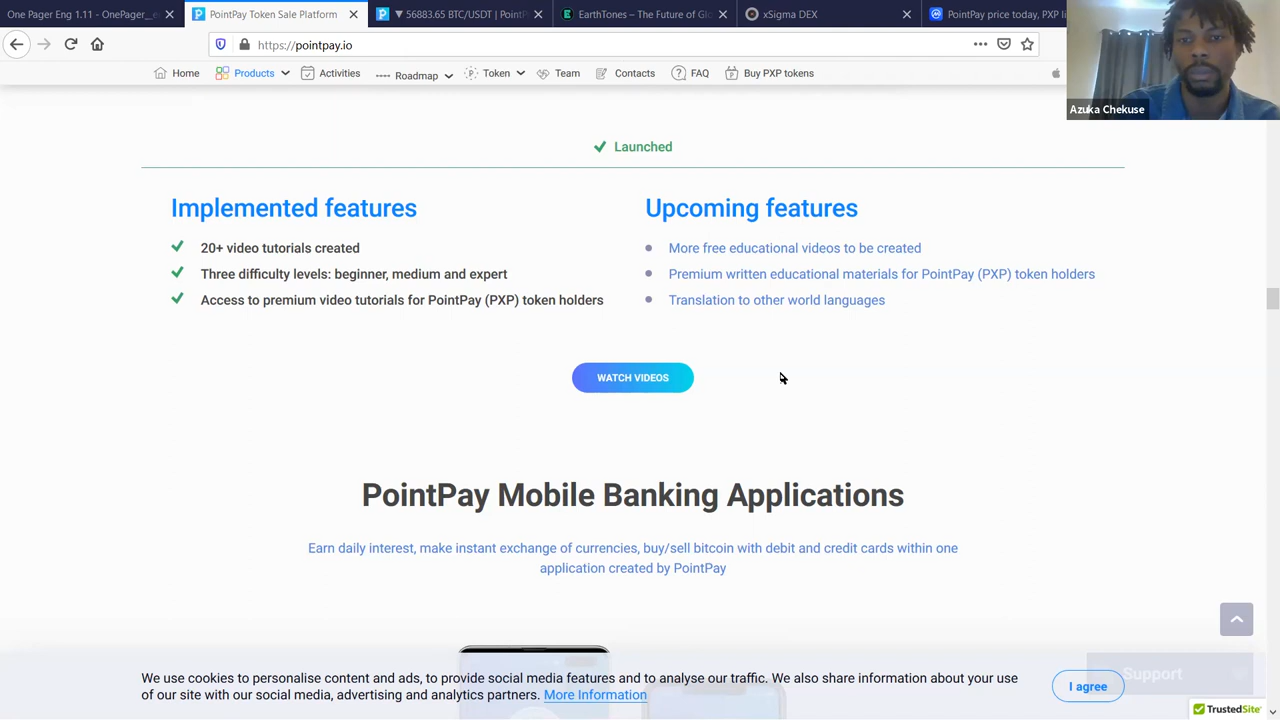 One Pager Eng 1.11 - OnePager_e
PointPay Token Sale Platform
56883.65 BTC/USDT | Point
EarthTones – The Future of Gl
xSigma DEX
PointPay price today, PXP li
https://pointpay.io
Home
Products
Activities
Roadmap
Token
Team
Contacts
FAQ
Buy PXP tokens
Azuka Chekuse
Launched
Implemented features
20+ video tutorials created
Three difficulty levels: beginner, medium and expert
Access to premium video tutorials for PointPay (PXP) token holders
Upcoming features
More free educational videos to be created
Premium written educational materials for PointPay (PXP) token holders
Translation to other world languages
WATCH VIDEOS
PointPay Mobile Banking Applications
Earn daily interest, make instant exchange of currencies, buy/sell bitcoin with debit and credit cards within one
application created by PointPay
We use cookies to personalise content and ads, to provide social media features and to analyse our traffic. We also share information about your use
of our site with our social media, advertising and analytics partners. More Information
I agree
Support
TrustedSite